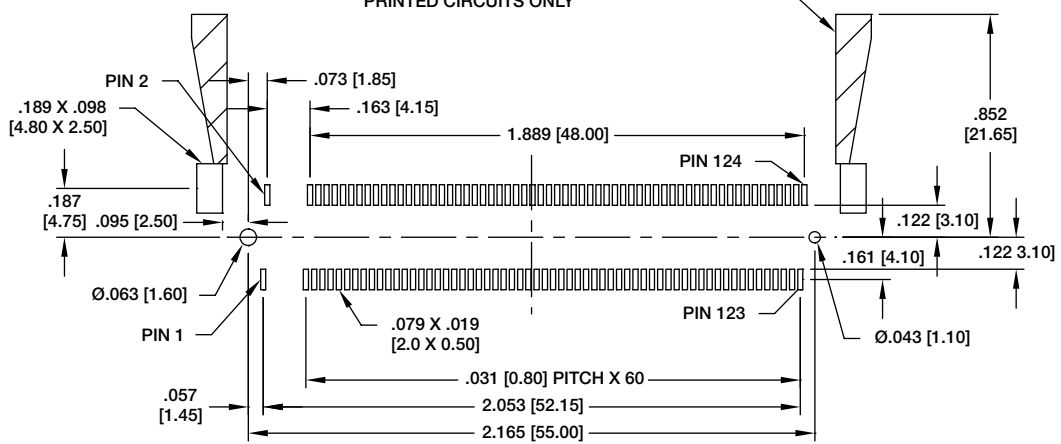 PRINTED CIRCUITS ONLY
PIN 2
.073 [1.85]
.189 X .098
[4.80 X 2.50]
.163 [4.15]
.852
[21.65]
1.889 [48.00]
PIN 124
.187
[4.75]
.095 [2.50]
.122 [3.10]
.161 [4.10]
.122 3.10]
Ø.063 [1.60]
PIN 1
.079 X .019
[2.0 X 0.50]
PIN 123
Ø.043 [1.10]
.031 [0.80] PITCH X 60
.057
[1.45]
2.053 [52.15]
2.165 [55.00]